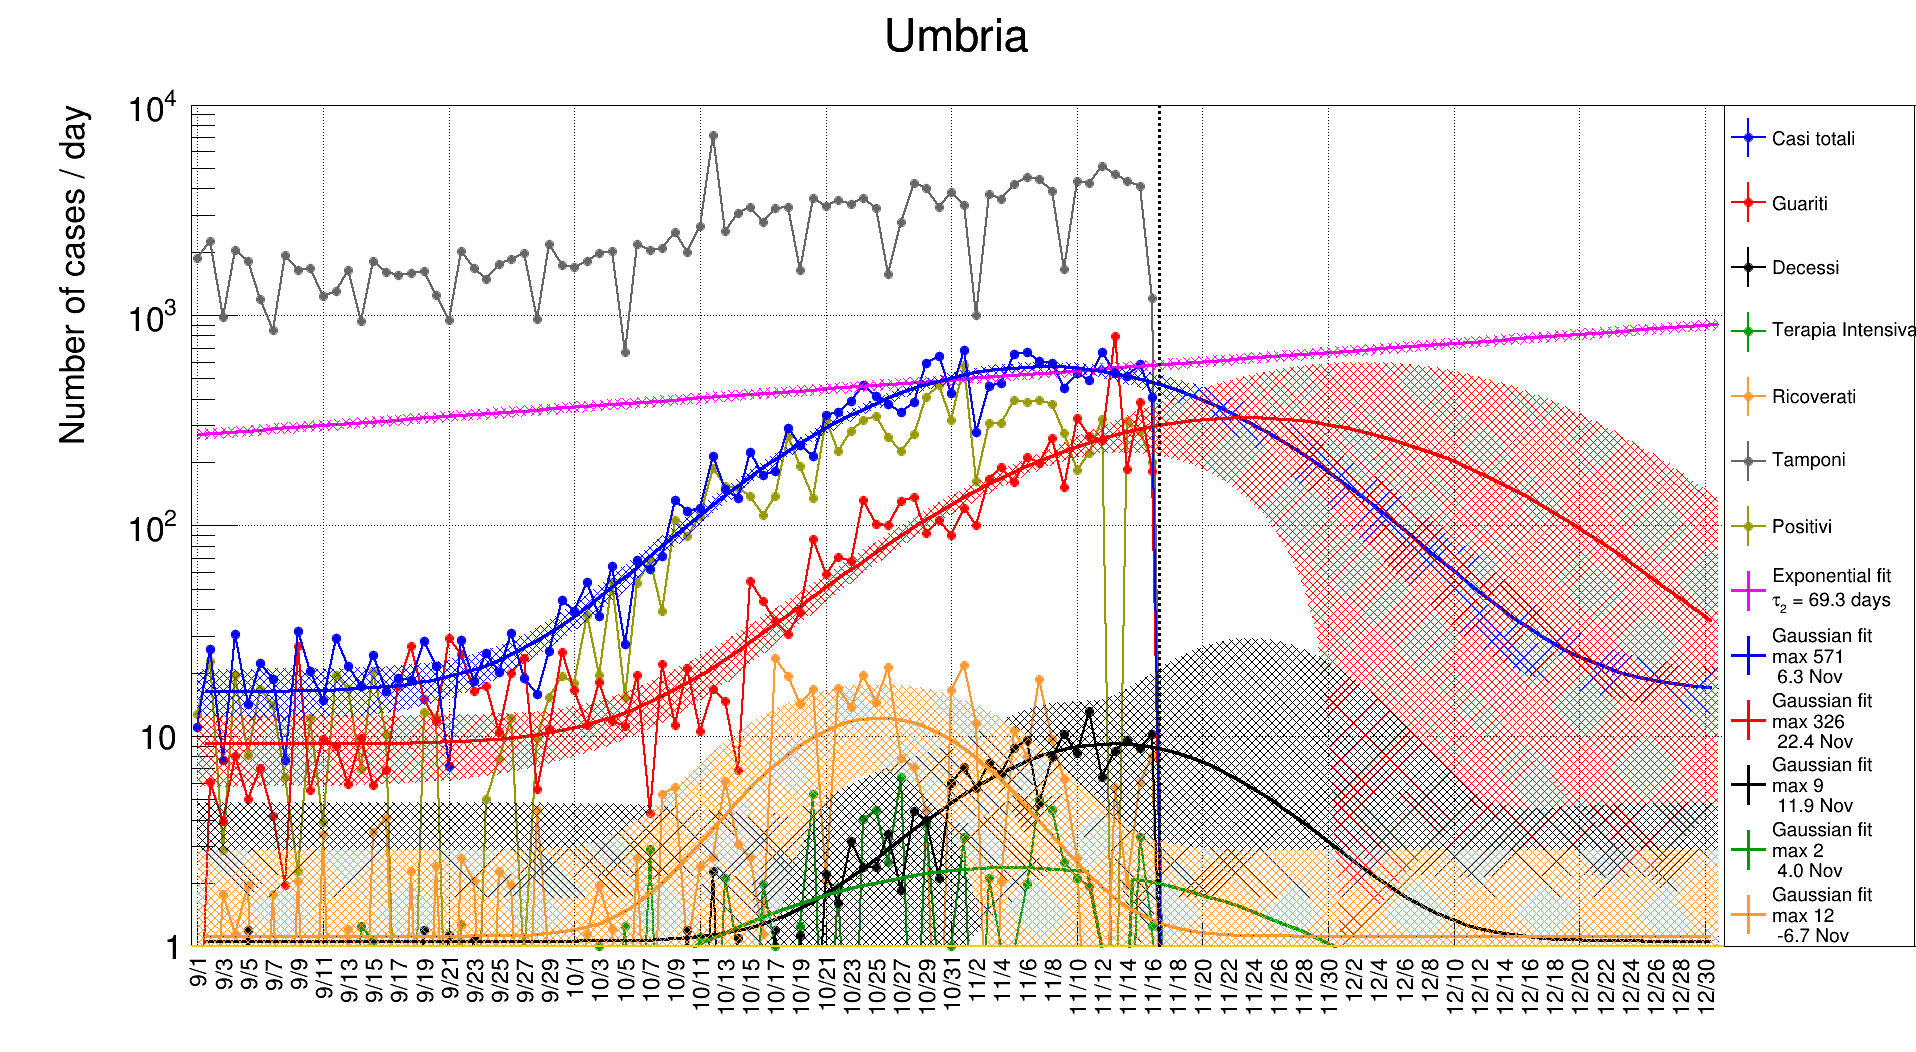 Umbria
Number of cases / day
10^4
10^3
10^2
10
1
9/1
9/3
9/5
9/7
9/9
9/11
9/13
9/15
9/17
9/19
9/21
9/23
9/25
9/27
9/29
10/1
10/3
10/5
10/7
10/9
10/11
10/13
10/15
10/17
10/19
10/21
10/23
10/25
10/27
10/29
10/31
11/2
11/4
11/6
11/8
11/10
11/12
11/14
11/16
11/18
11/20
11/22
11/24
11/26
11/28
11/30
12/2
12/4
12/6
12/8
12/10
12/12
12/14
12/16
12/18
12/20
12/22
12/24
12/26
12/28
12/30
Casi totali
Guariti
Decessi
Terapia Intensiva
Ricoverati
Tamponi
Positivi
Exponential fit
τ₂ = 69.3 days
Gaussian fit
max 571
6.3 Nov
Gaussian fit
max 326
22.4 Nov
Gaussian fit
max 9
11.9 Nov
Gaussian fit
max 2
4.0 Nov
Gaussian fit
max 12
-6.7 Nov